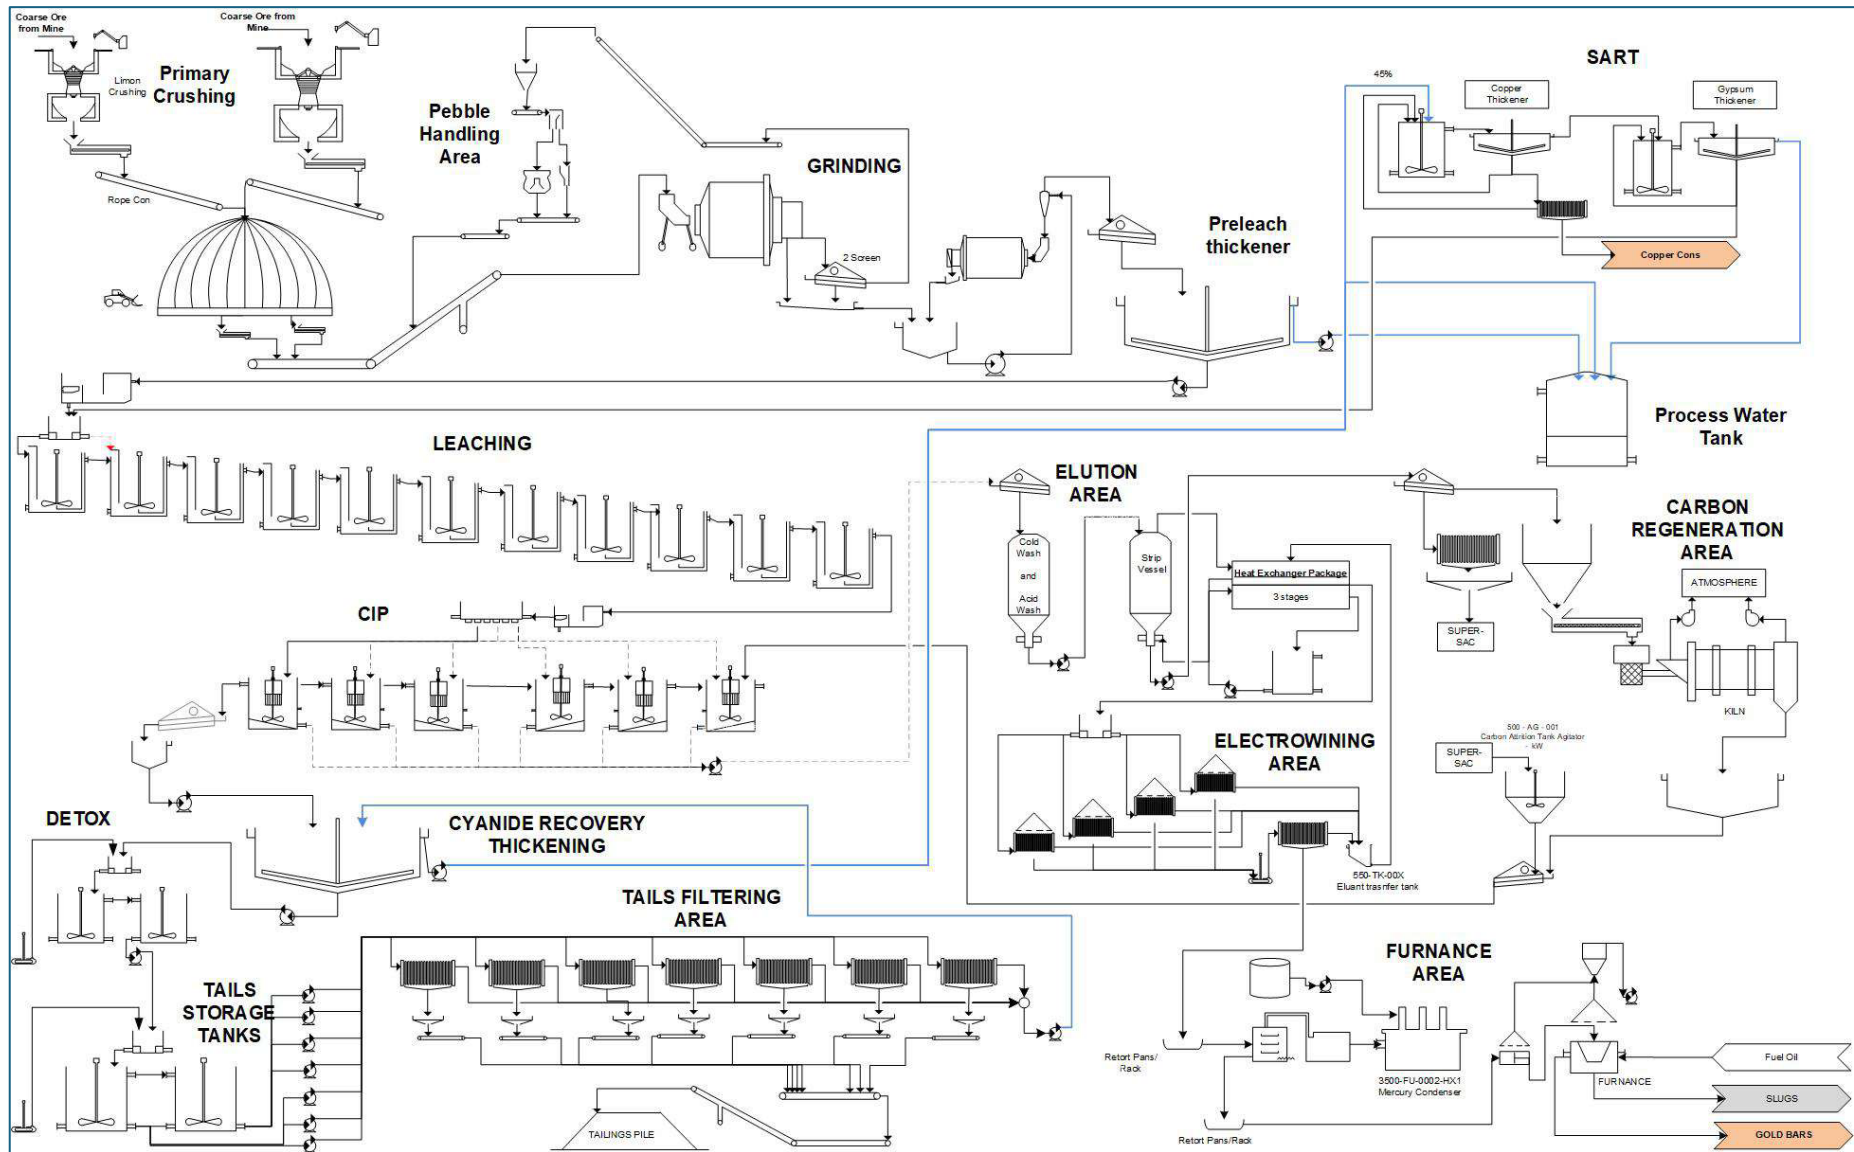 Coarse Ore
from Mine
Coarse Ore from
Mine
Limon
Crushing
Primary
Crushing
Rope Con
Pebble
Handling
Area
GRINDING
2 Screen
Preleach
thickener
SART
45%
Copper
Thickener
Gypsum
Thickener
Copper Cons
Process Water
Tank
LEACHING
CIP
ELUTION
AREA
Cold
Wash
and
Acid
Wash
Strip
Vessel
Heat Exchanger Package
3 stages
CARBON
REGENERATION
AREA
ATMOSPHERE
SUPER-
SAC
KILN
500 - AG - 001
Carbon Attrition Tank Agitator
- kW
SUPER-
SAC
ELECTROWINING
AREA
550-TK-00X
Eluant trasnfer tank
DETOX
CYANIDE RECOVERY
THICKENING
TAILS FILTERING
AREA
TAILS
STORAGE
TANKS
TAILINGS PILE
FURNANCE
AREA
Retort Pans/
Rack
3500-FU-0002-HX1
Mercury Condenser
Retort Pans/Rack
FURNANCE
Fuel Oil
SLUGS
GOLD BARS